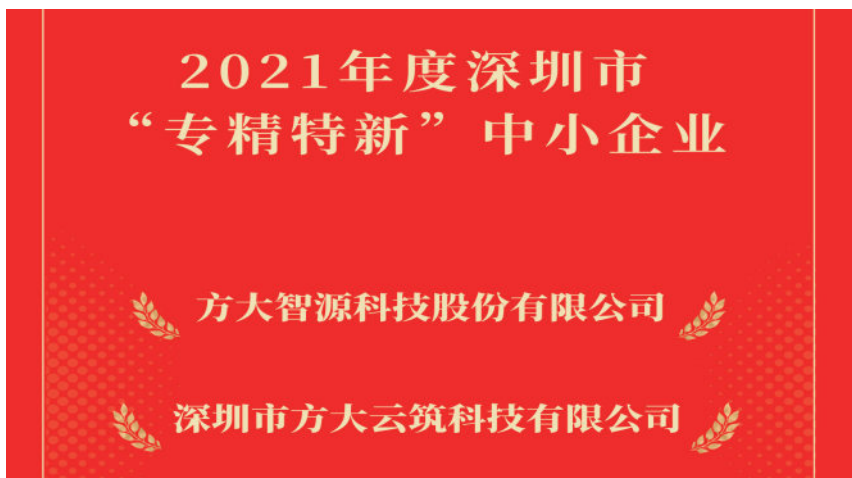 2021年度深圳市
“专精特新”中小企业
方大智源科技股份有限公司
深圳市方大云筑科技有限公司